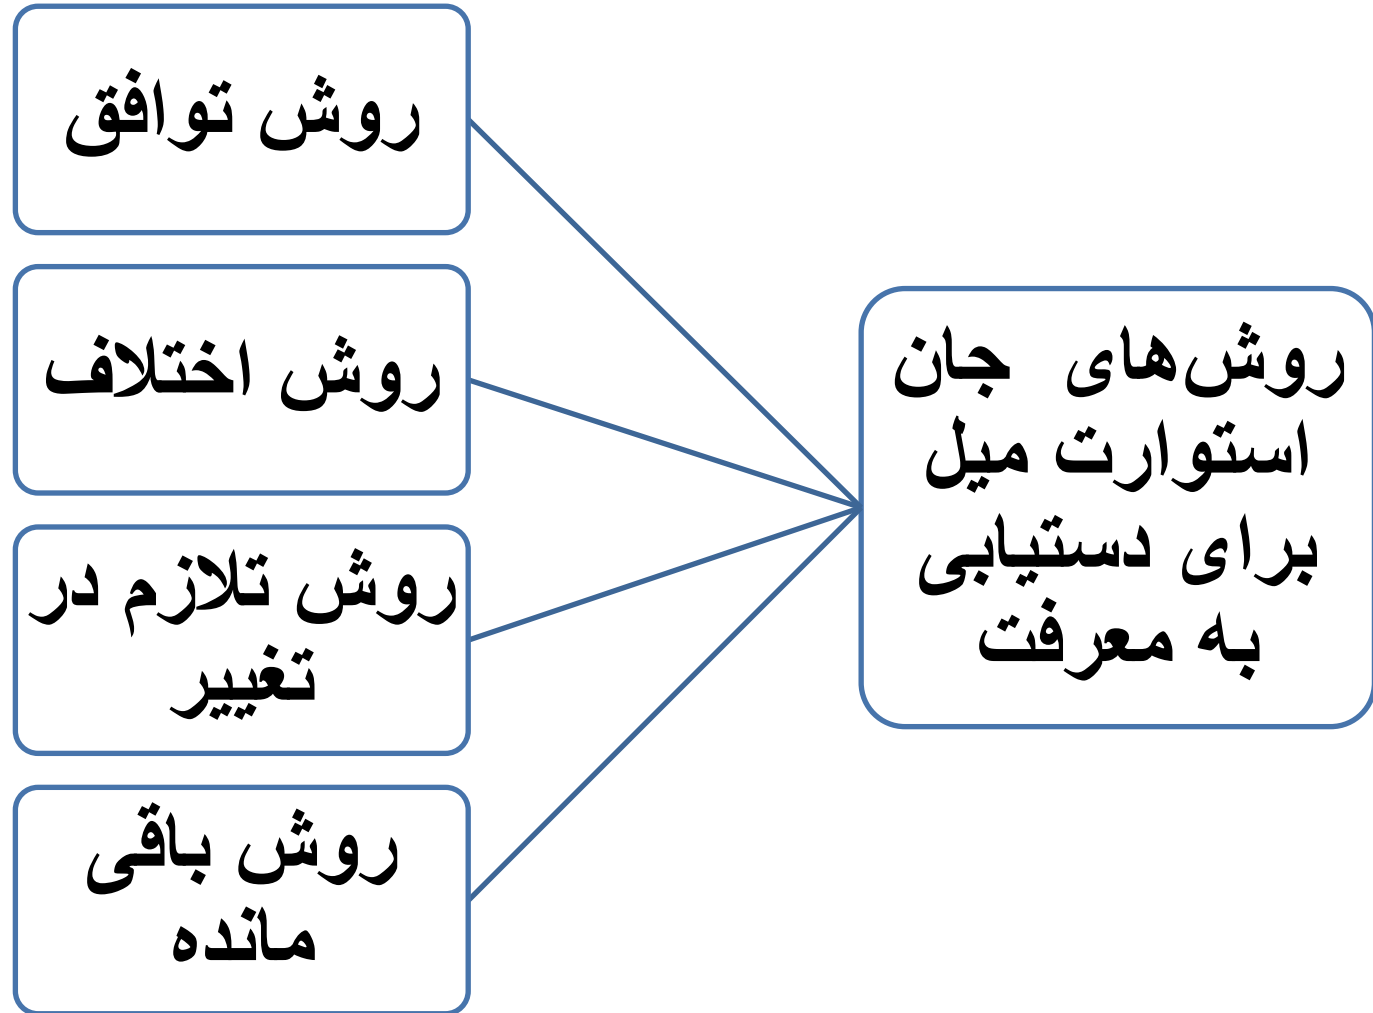 روش‌های جان
استوارت میل
برای دستیابی
به معرفت
روش توافق
روش اختلاف
روش تلازم در
تغییر
روش باقی
مانده